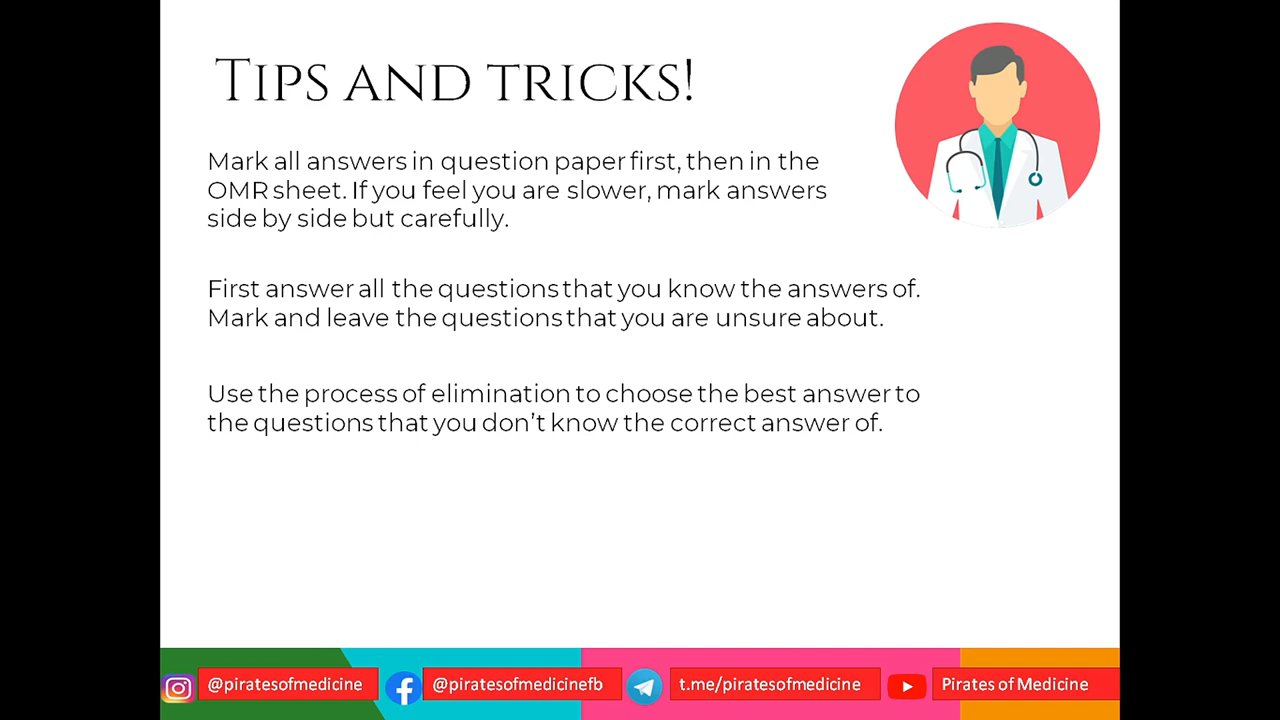 TIPS AND TRICKS!
Mark all answers in question paper first, then in the
OMR sheet. If you feel you are slower, mark answers
side by side but carefully.
First answer all the questions that you know the answers of.
Mark and leave the questions that you are unsure about.
Use the process of elimination to choose the best answer to
the questions that you don’t know the correct answer of.
@piratesofmedicine @piratesofmedicinefb t.me/piratesofmedicine Pirates of Medicine